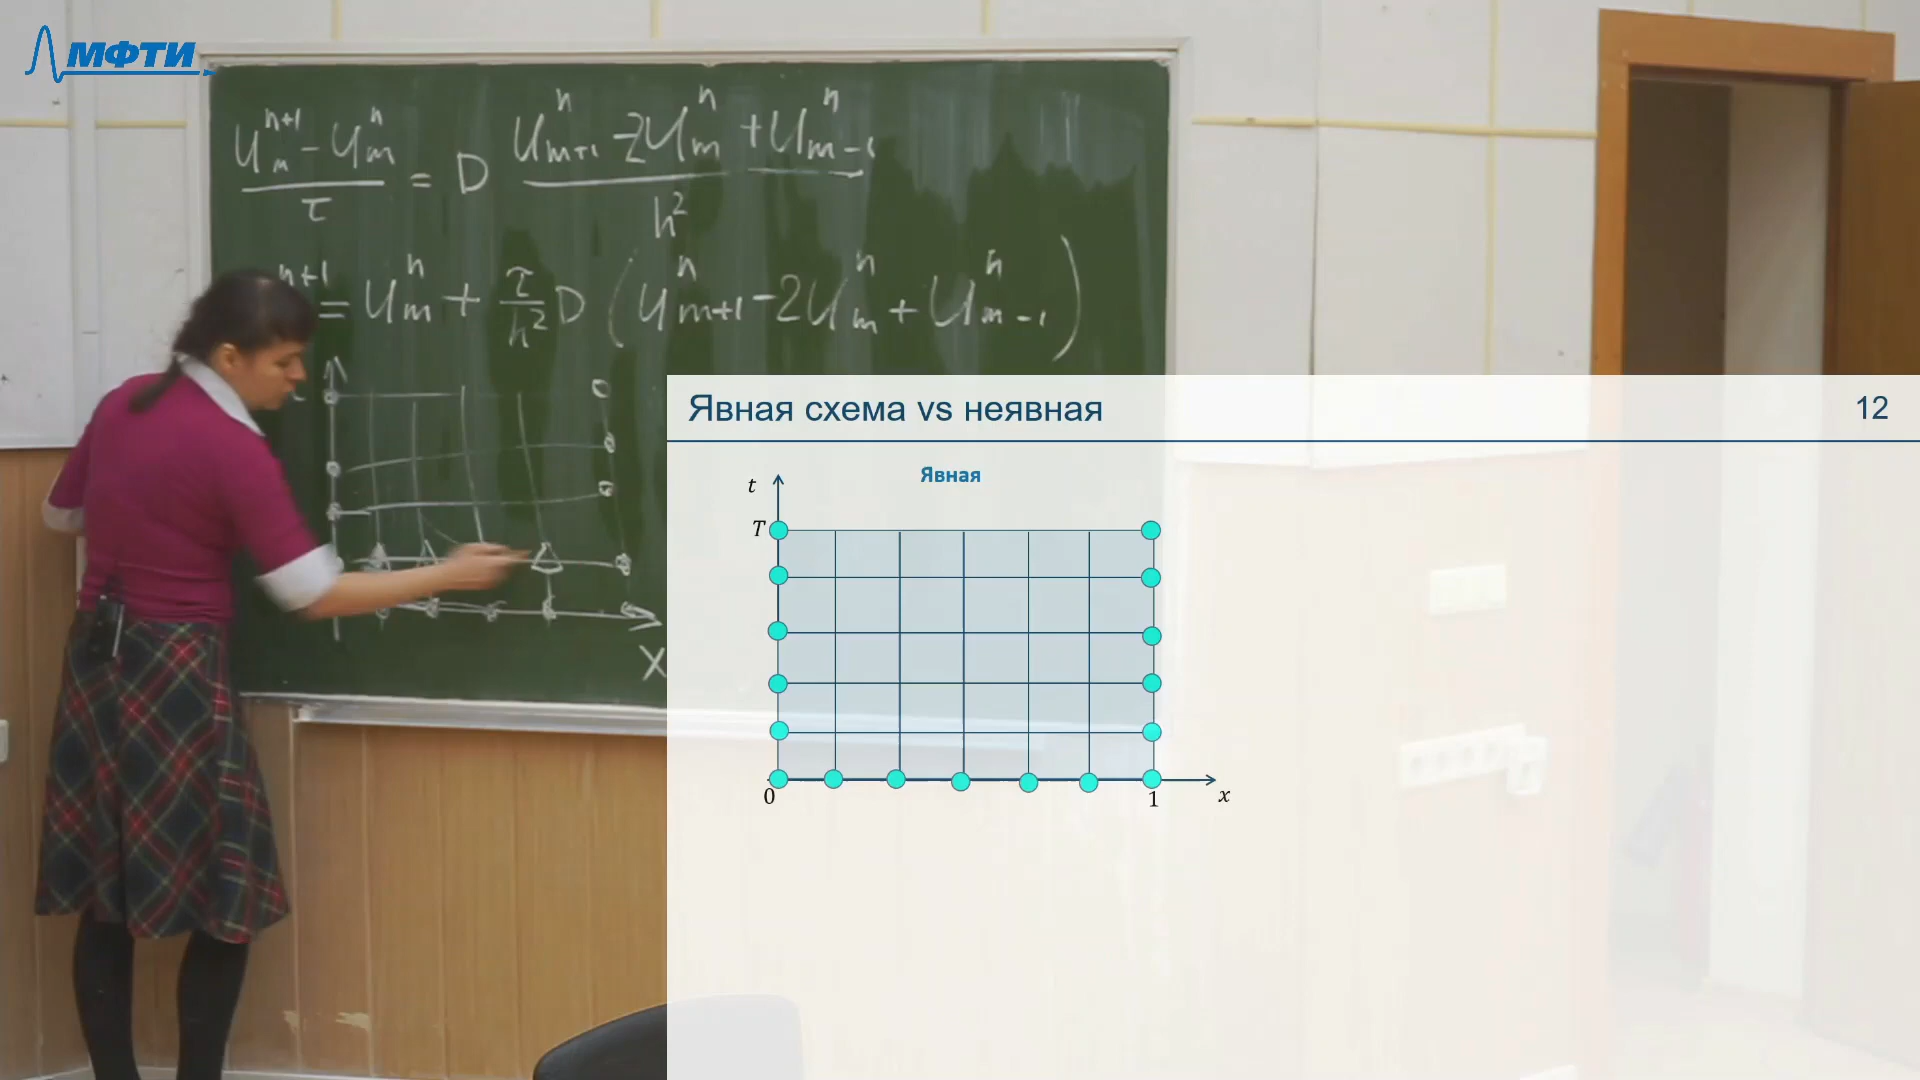 МФТИ
u_m^{n+1} - u_m^n / τ = D u_{m+1}^n - 2u_m^n + u_{m-1}^n / h^2
^{n+1} = u_m^n + τ/h^2 D ( u_{m+1}^n - 2u_m^n + u_{m-1}^n )
x
Явная схема vs неявная 12
Явная
t
T
0 1 x